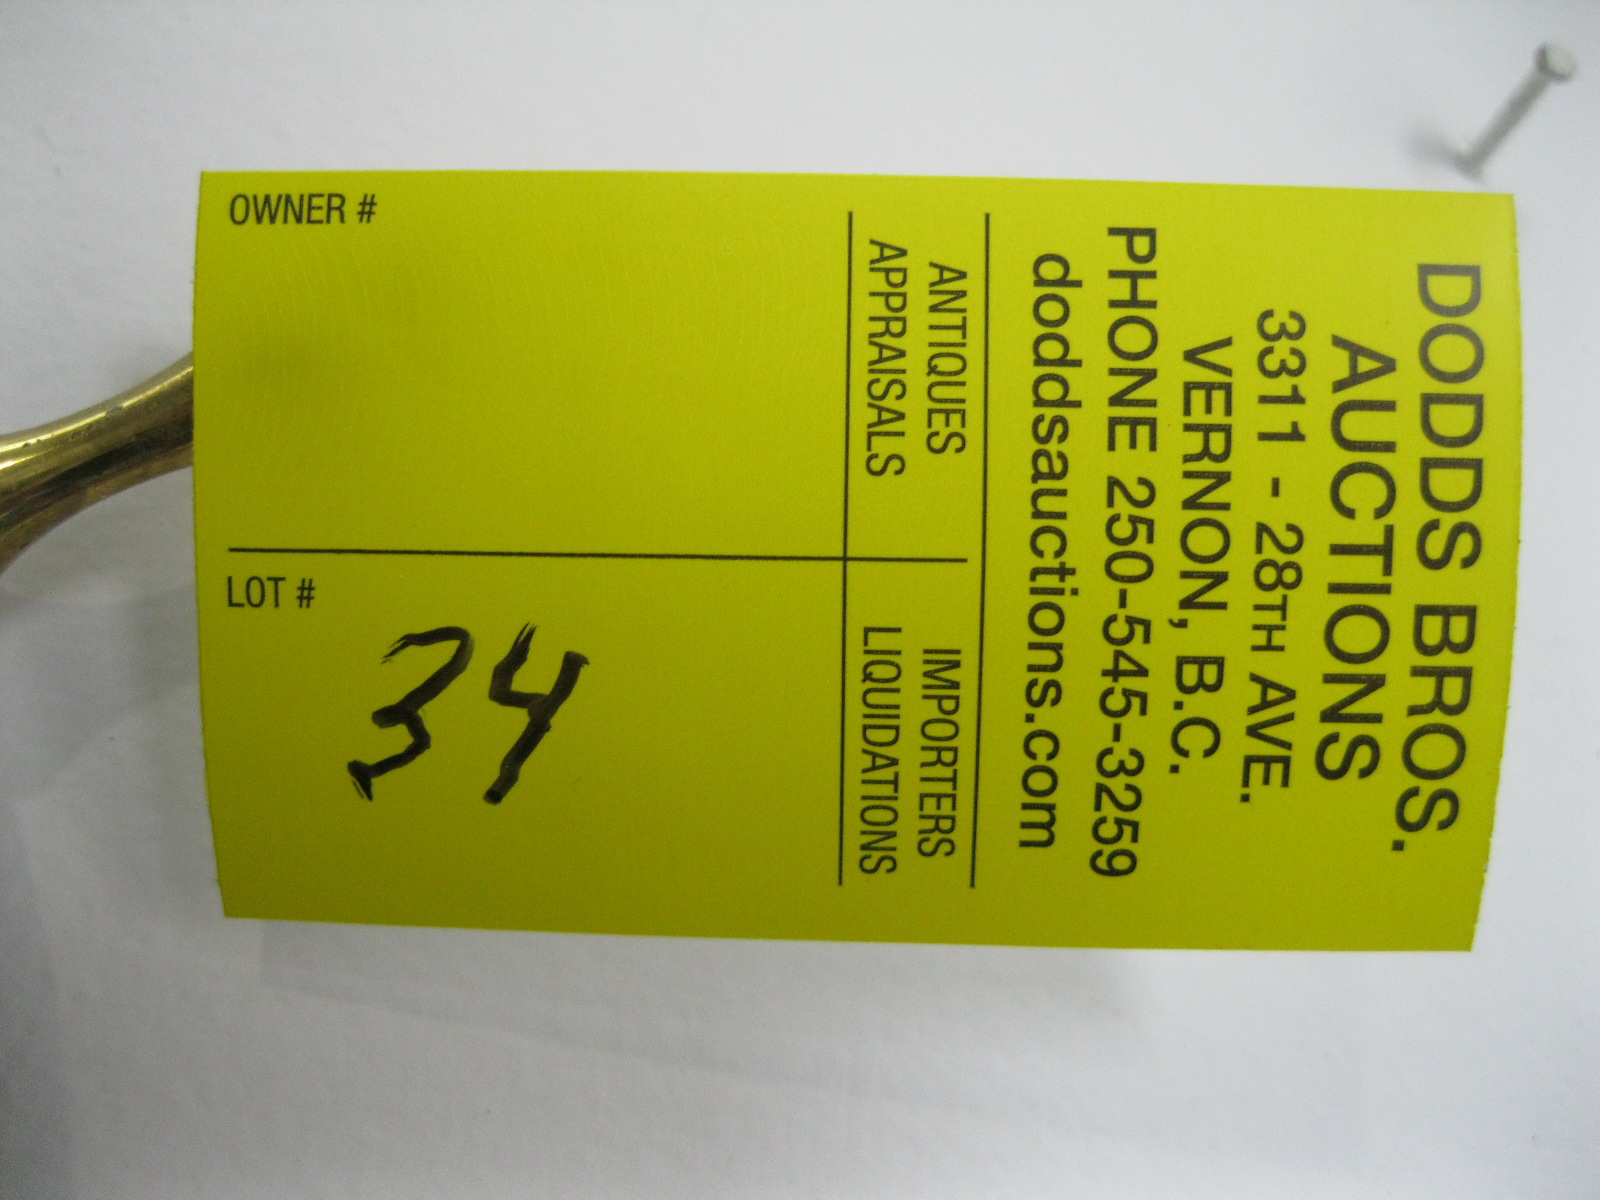 DODDS BROS.
AUCTIONS
3311 - 28TH AVE.
VERNON, B.C.
PHONE 250-545-3259
doddsauctions.com
ANTIQUES
APPRAISALS
IMPORTERS
LIQUIDATIONS
OWNER #
LOT #
34